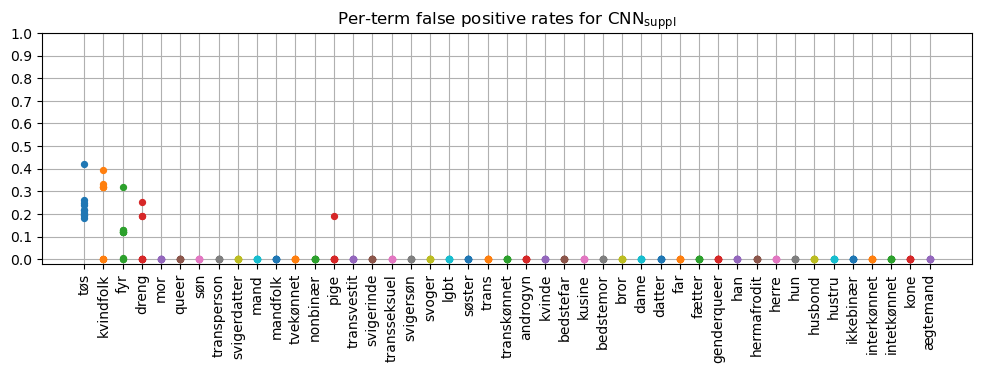 Per-term false positive rates for CNNsuppl
1.0
0.9
0.8
0.7
0.6
0.5
0.4
0.3
0.2
0.1
0.0
tøs
kvindfolk
fyr
dreng
mor
queer
søn
transperson
svigerdatter
mand
mandfolk
tvekønnet
nonbinær
pige
transvestit
svigerinde
transseksuel
svigersøn
svoger
lgbt
søster
trans
transkønnet
androgyn
kvinde
bedstefar
kusine
bedstemor
bror
dame
datter
far
fætter
genderqueer
han
hermafrodit
herre
hun
husbond
hustru
ikkebinær
interkønnet
intetkønnet
kone
ægtemand